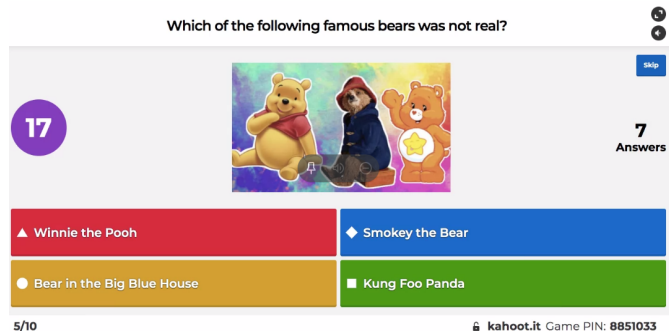 Which of the following famous bears was not real?
Skip
17
7
Answers
Winnie the Pooh
Smokey the Bear
Bear in the Big Blue House
Kung Foo Panda
5/10
kahoot.it Game PIN: 8851033